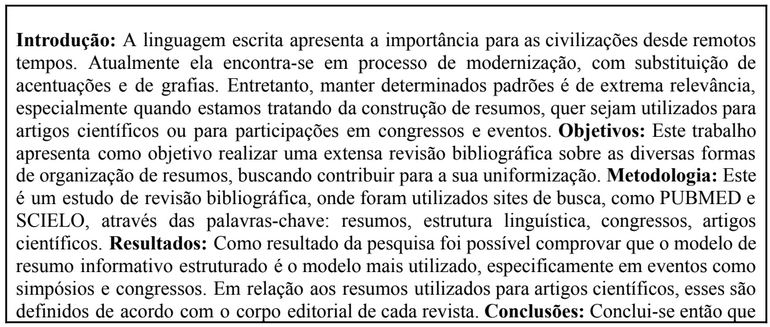 Introdução: A linguagem escrita apresenta a importância para as civilizações desde remotos
tempos. Atualmente ela encontra-se em processo de modernização, com substituição de
acentuações e de grafias. Entretanto, manter determinados padrões é de extrema relevância,
especialmente quando estamos tratando da construção de resumos, quer sejam utilizados para
artigos científicos ou para participações em congressos e eventos. Objetivos: Este trabalho
apresenta como objetivo realizar uma extensa revisão bibliográfica sobre as diversas formas
de organização de resumos, buscando contribuir para a sua uniformização. Metodologia: Este
é um estudo de revisão bibliográfica, onde foram utilizados sites de busca, como PUBMED e
SCIELO, através das palavras-chave: resumos, estrutura linguística, congressos, artigos
científicos. Resultados: Como resultado da pesquisa foi possível comprovar que o modelo de
resumo informativo estruturado é o modelo mais utilizado, especificamente em eventos como
simpósios e congressos. Em relação aos resumos utilizados para artigos científicos, esses são
definidos de acordo com o corpo editorial de cada revista. Conclusões: Conclui-se então que